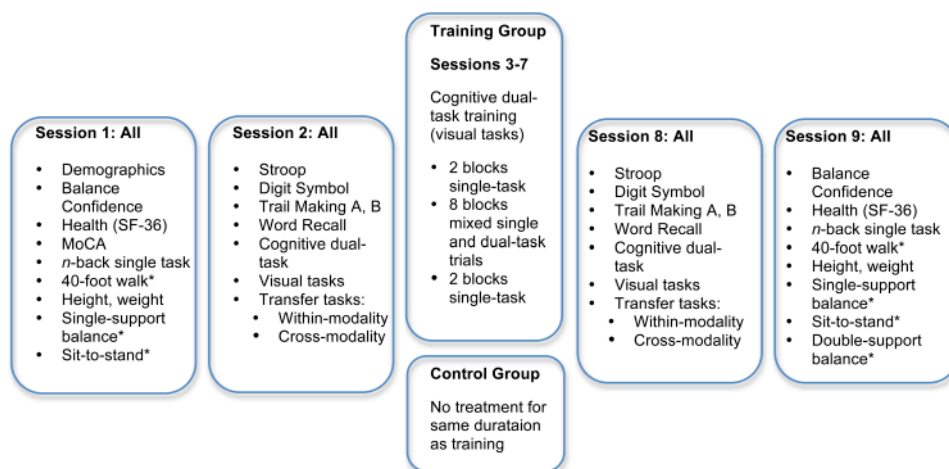 Session 1: All
• Demographics
• Balance
Confidence
• Health (SF-36)
• MoCA
• n-back single task
• 40-foot walk*
• Height, weight
• Single-support
balance*
• Sit-to-stand*
Session 2: All
• Stroop
• Digit Symbol
• Trail Making A, B
• Word Recall
• Cognitive dual-
task
• Visual tasks
• Transfer tasks:
• Within-modality
• Cross-modality
Training Group
Sessions 3-7
Cognitive dual-
task training
(visual tasks)
• 2 blocks
single-task
• 8 blocks
mixed single
and dual-task
trials
• 2 blocks
single-task
Control Group
No treatment for
same durataion
as training
Session 8: All
• Stroop
• Digit Symbol
• Trail Making A, B
• Word Recall
• Cognitive dual-
task
• Visual tasks
• Transfer tasks:
• Within-modality
• Cross-modality
Session 9: All
• Balance
Confidence
• Health (SF-36)
• n-back single task
• 40-foot walk*
• Height, weight
• Single-support
balance*
• Sit-to-stand*
• Double-support
balance*